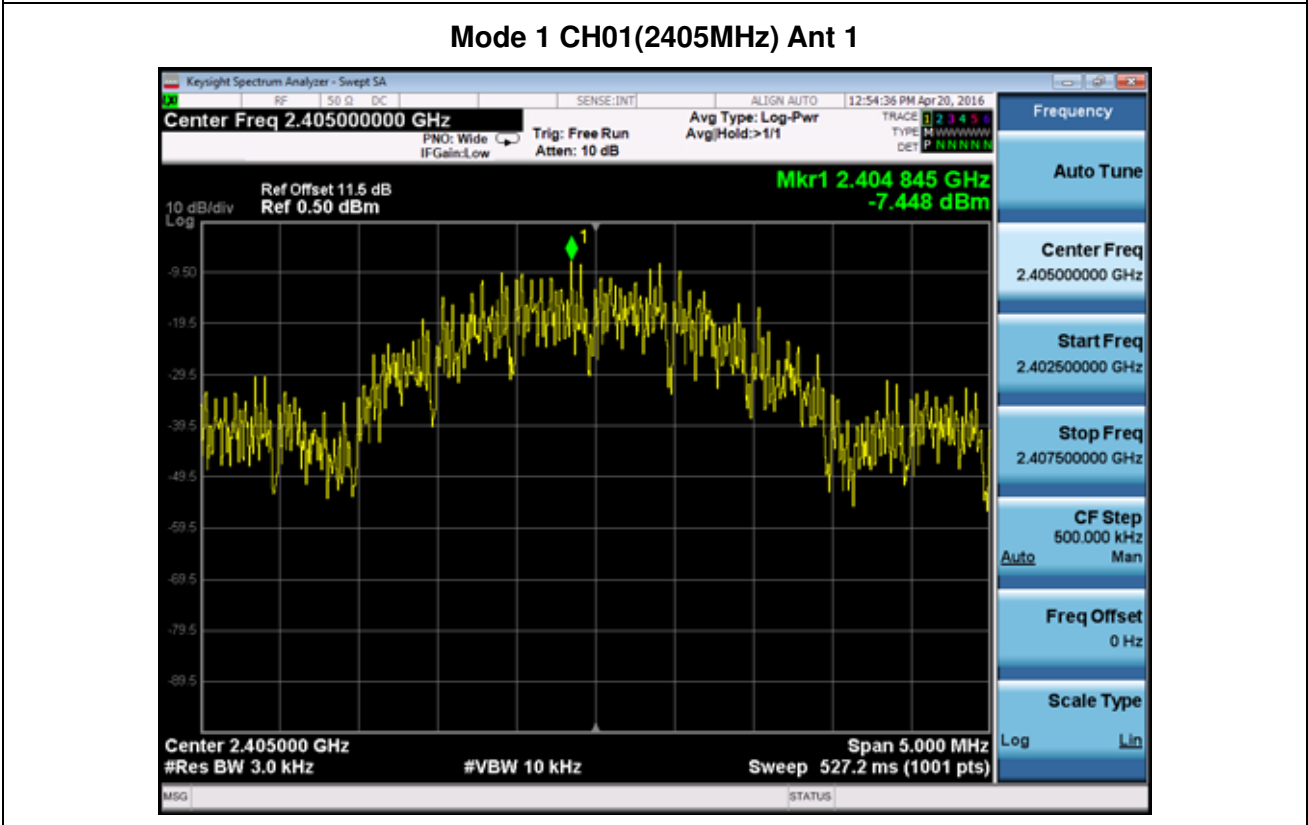 Mode 1 CH01(2405MHz) Ant 1
Keysight Spectrum Analyzer - Swept SA
RF 50 Ω DC SENSE:INT ALIGN AUTO 12:54:36 PM Apr 20, 2016
Center Freq 2.405000000 GHz
PNO: Wide
IFGain:Low
Trig: Free Run
Atten: 10 dB
Avg Type: Log-Pwr
Avg|Hold:>1/1
TRACE 1 2 3 4 5 6
TYPE M WWWWW
DET P N N N N N
Mkr1 2.404 845 GHz
-7.448 dBm
Ref Offset 11.5 dB
10 dB/div Ref 0.50 dBm
Log
1
-9.50
-19.5
-29.5
-39.5
-49.5
-59.5
-69.5
-79.5
-89.5
Center 2.405000 GHz Span 5.000 MHz
#Res BW 3.0 kHz #VBW 10 kHz Sweep 527.2 ms (1001 pts)
MSG STATUS
Frequency
Auto Tune
Center Freq
2.405000000 GHz
Start Freq
2.402500000 GHz
Stop Freq
2.407500000 GHz
CF Step
500.000 kHz
Auto Man
Freq Offset
0 Hz
Scale Type
Log Lin